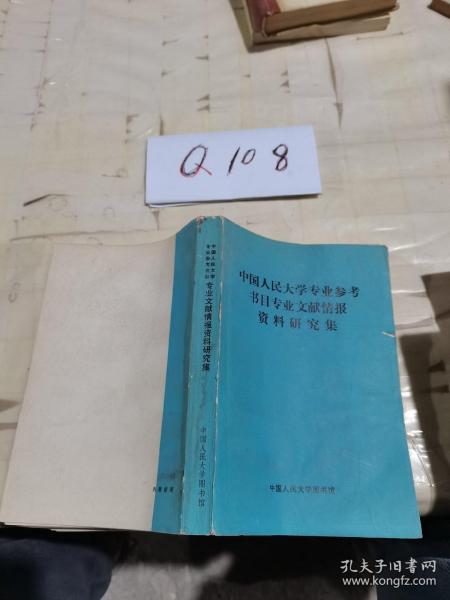 Q108
中国人民大学专业参考
书目专业文献情报
资料研究集
中国人民大学图书馆
中国人民大学
专业参考书目
专业文献情报资料研究集
中国人民大学图书馆
孔夫子旧书网
www.kongfz.com